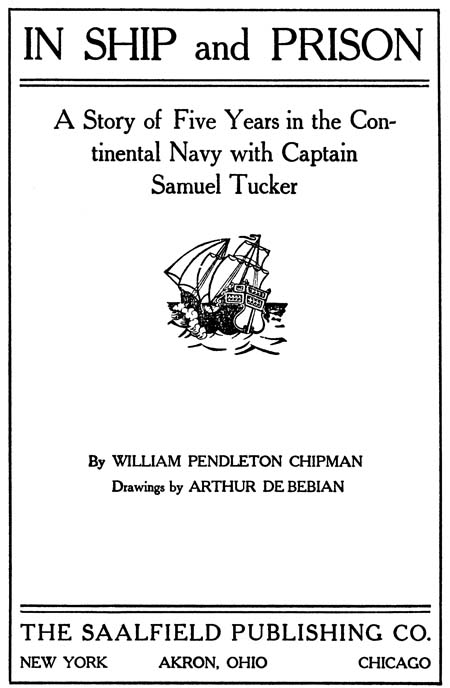 IN SHIP and PRISON
A Story of Five Years in the Con-
tinental Navy with Captain
Samuel Tucker
By WILLIAM PENDLETON CHIPMAN
Drawings by ARTHUR DE BEBIAN
THE SAALFIELD PUBLISHING CO.
NEW YORK AKRON, OHIO CHICAGO